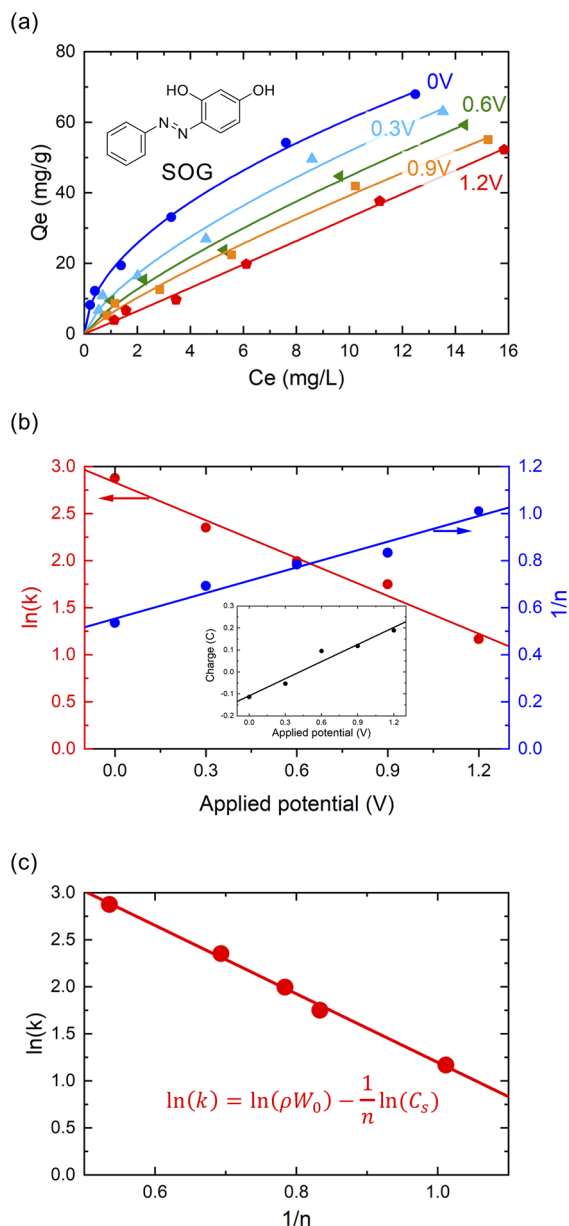 (a)
80
60
40
20
0
Qe (mg/g)
HO
OH
N
N
SOG
0V
0.3V
0.6V
0.9V
1.2V
0 2 4 6 8 10 12 14 16
Ce (mg/L)
(b)
3.0
2.5
2.0
1.5
1.0
0.5
0.0
ln(k)
1.2
1.0
0.8
0.6
0.4
0.2
0.0
1/n
0.3
0.2
0.1
0.0
-0.1
-0.2
Charge (C)
0.0 0.3 0.6 0.9 1.2
Applied potential (V)
0.0 0.3 0.6 0.9 1.2
Applied potential (V)
(c)
3.0
2.5
2.0
1.5
1.0
0.5
0.0
ln(k)
ln(k) = ln(ρW₀) − 1/n ln(Cₛ)
0.6 0.8 1.0
1/n